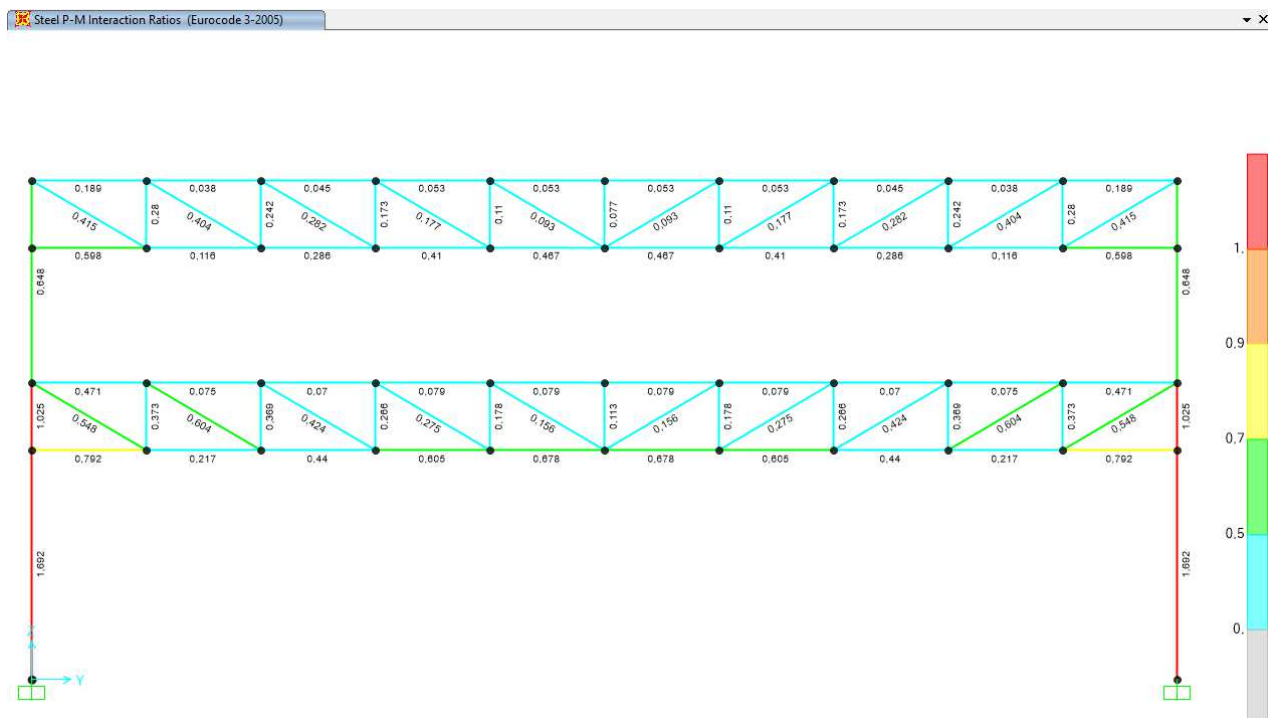 Steel P-M Interaction Ratios (Eurocode 3-2005)
0,189 0,038 0,045 0,053 0,053 0,053 0,053 0,045 0,038 0,189
0,415 0,28 0,404 0,242 0,282 0,173 0,177 0,11 0,093 0,077 0,093 0,11 0,177 0,173 0,282 0,242 0,404 0,28 0,415
1,
0,598 0,116 0,286 0,41 0,467 0,467 0,41 0,286 0,116 0,598
0,648 0,648
0,9
0,471 0,075 0,07 0,079 0,079 0,079 0,079 0,07 0,075 0,471
1,025 0,548 0,373 0,604 0,369 0,424 0,266 0,275 0,178 0,156 0,113 0,156 0,178 0,275 0,266 0,424 0,369 0,604 0,373 0,548 1,025
0,7
0,792 0,217 0,44 0,605 0,678 0,678 0,605 0,44 0,217 0,792
0,5
1,692 1,692
0,
Z
Y